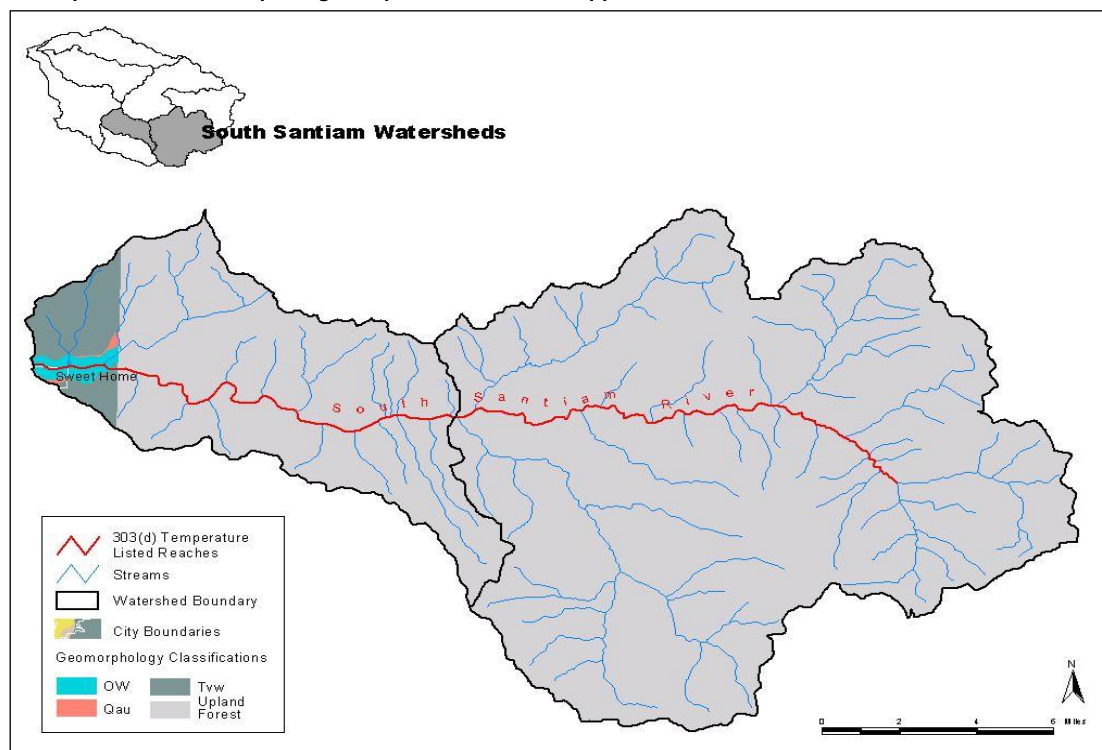 South Santiam Watersheds
Sweet Home
South Santiam River
303(d) Temperature
Listed Reaches
Streams
Watershed Boundary
City Boundaries
Geomorphology Classifications
OW
Tvw
Qau
Upland
Forest
N
0 2 4 6 Miles